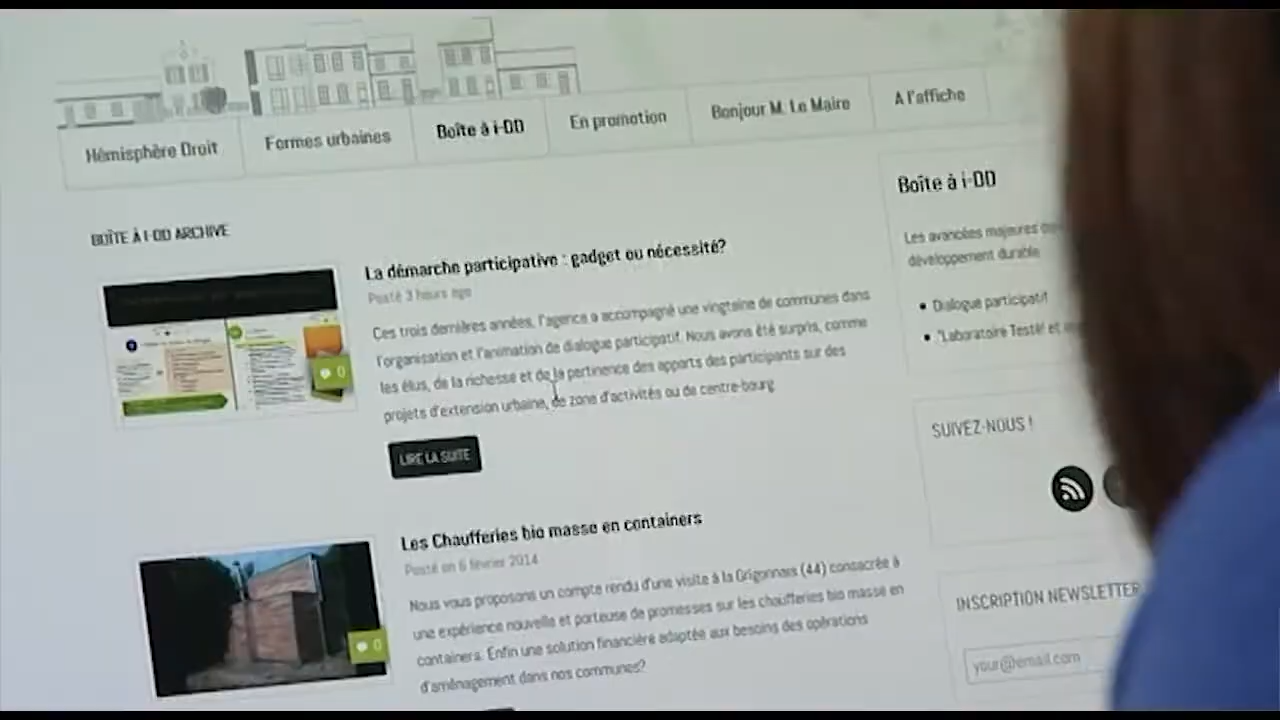 Hémisphère Droit
Formes urbaines
Boîte à i-DD
En promotion
Bonjour M. Le Maire
A l'affiche
BOÎTE À I-DD ARCHIVE
La démarche participative : gadget ou nécessité?
Posté 3 hours ago
Ces trois dernières années, l'agence a accompagné une vingtaine de communes dans
l'organisation et l'animation de dialogue participatif. Nous avons été surpris, comme
les élus, de la richesse et de la pertinence des apports des participants sur des
projets d'extension urbaine, de zone d'activités ou de centre-bourg
0
LIRE LA SUITE
Les Chaufferies bio masse en containers
Posté en 6 février 2014
Nous vous proposons un compte rendu d'une visite à la Grigonnais (44) consacrée à
une expérience nouvelle et porteuse de promesses sur les chaufferies bio masse en
containers. Enfin une solution financière adaptée aux besoins des opérations
d'aménagement dans nos communes?
0
Boîte à i-DD
Les avancées majeures
développement durable
• Dialogue participatif
• "Laboratoire Testé! et
SUIVEZ-NOUS !
INSCRIPTION NEWSLETTER
your@email.com